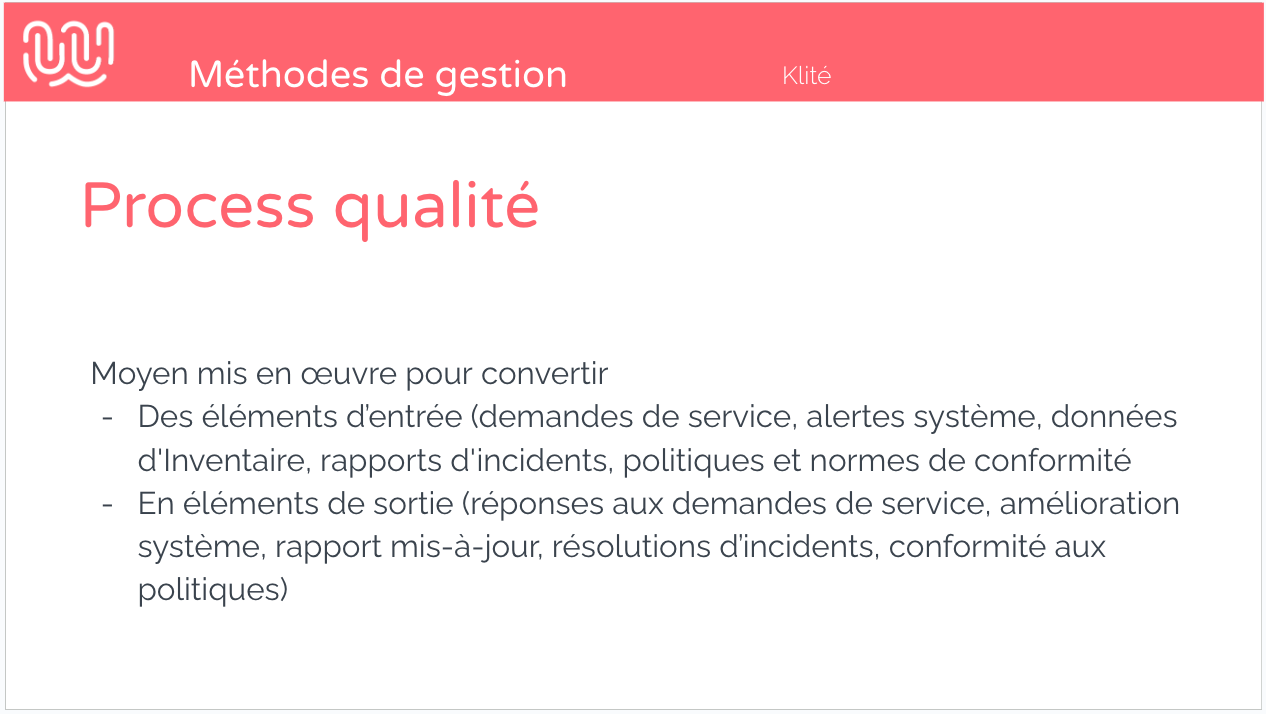 Méthodes de gestion
Klité
Process qualité
Moyen mis en œuvre pour convertir
- Des éléments d’entrée (demandes de service, alertes système, données
d'Inventaire, rapports d'incidents, politiques et normes de conformité
- En éléments de sortie (réponses aux demandes de service, amélioration
système, rapport mis-à-jour, résolutions d’incidents, conformité aux
politiques)